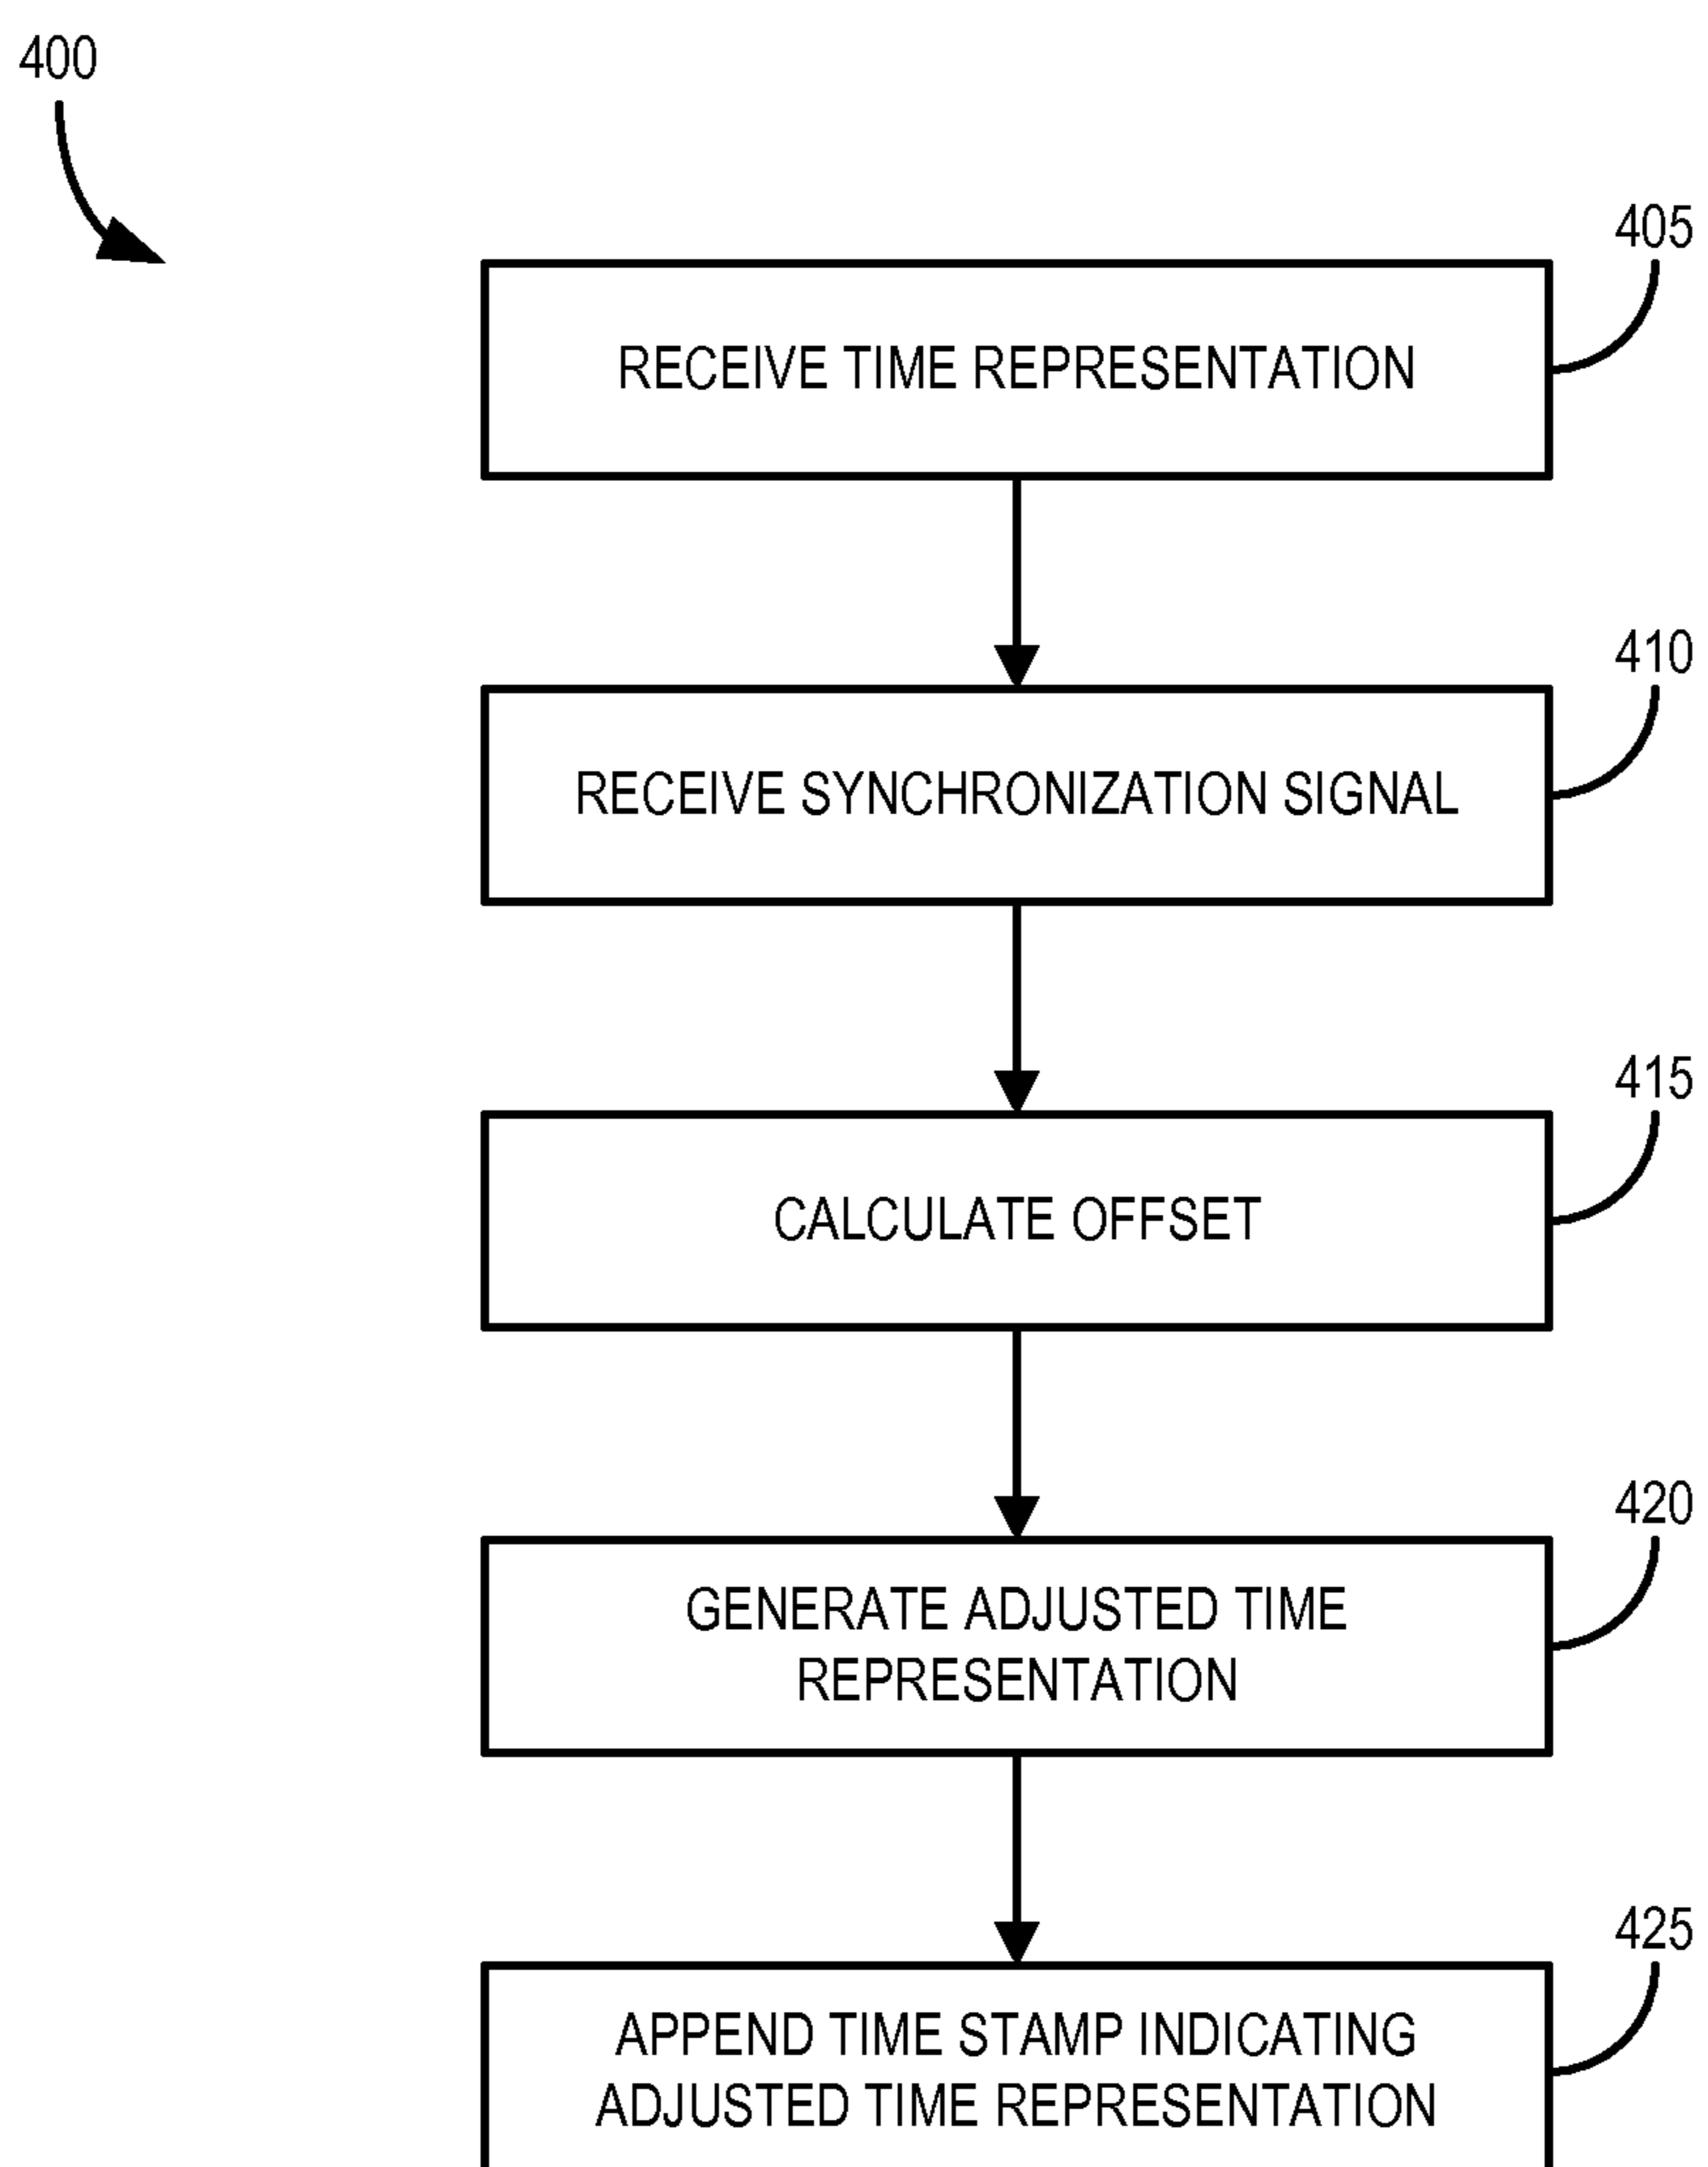 400
405
RECEIVE TIME REPRESENTATION
410
RECEIVE SYNCHRONIZATION SIGNAL
415
CALCULATE OFFSET
420
GENERATE ADJUSTED TIME
REPRESENTATION
425
APPEND TIME STAMP INDICATING
ADJUSTED TIME REPRESENTATION